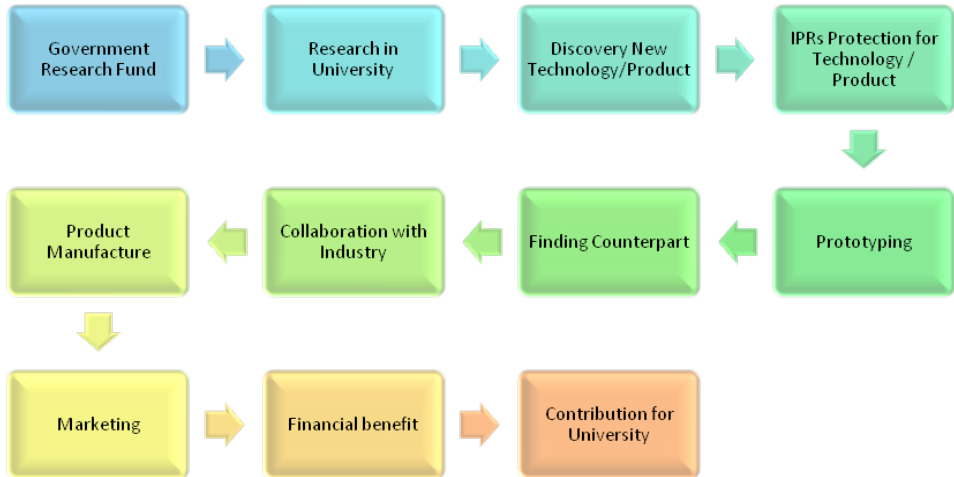 Government
Research Fund
Research in
University
Discovery New
Technology/Product
IPRs Protection for
Technology /
Product
Prototyping
Finding Counterpart
Collaboration with
Industry
Product
Manufacture
Marketing
Financial benefit
Contribution for
University